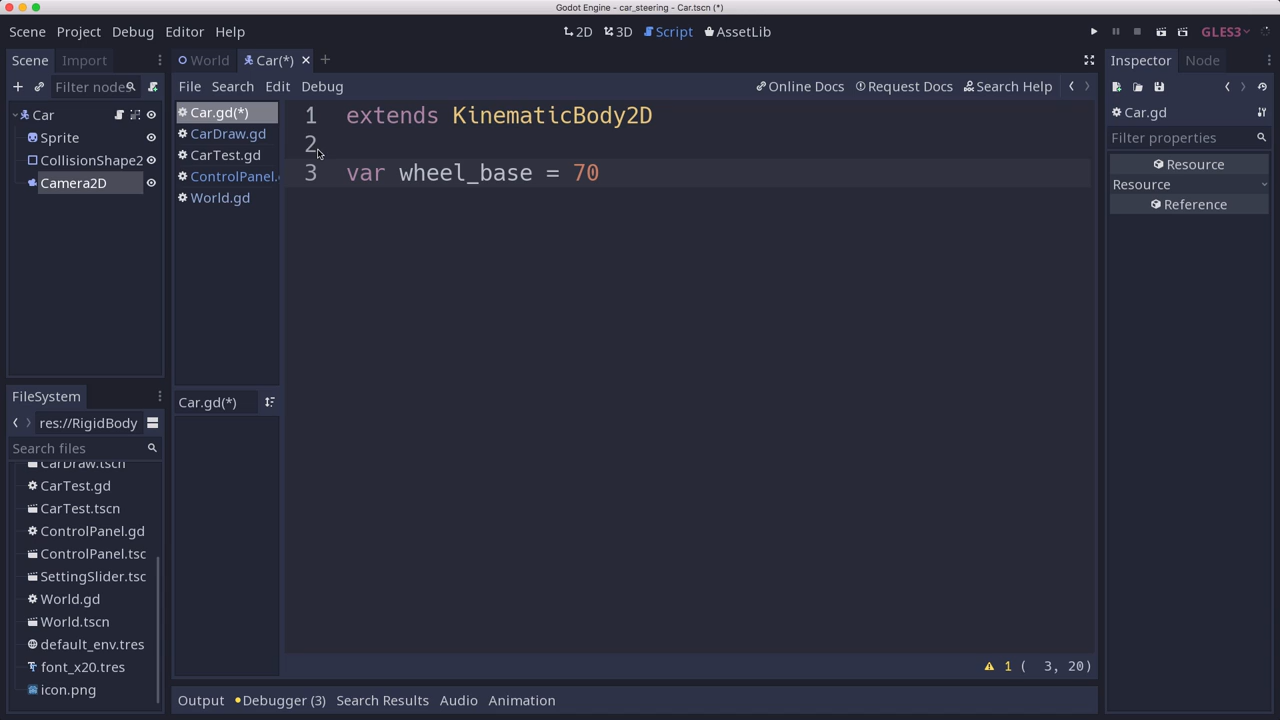 Godot Engine - car_steering - Car.tscn (*)
Scene Project Debug Editor Help
2D 3D Script AssetLib
GLES3
Scene Import
World Car(*)
Inspector Node
Filter nodes
File Search Edit Debug
Online Docs Request Docs Search Help
Car
Sprite
CollisionShape2
Camera2D
Car.gd(*)
CarDraw.gd
CarTest.gd
ControlPanel.
World.gd
Car.gd(*)
1 extends KinematicBody2D
2
3 var wheel_base = 70
Car.gd
Filter properties
Resource
Resource
Reference
FileSystem
res://RigidBody
Search files
CarDraw.tscn
CarTest.gd
CarTest.tscn
ControlPanel.gd
ControlPanel.tsc
SettingSlider.tsc
World.gd
World.tscn
default_env.tres
font_x20.tres
icon.png
1 ( 3, 20)
Output Debugger (3) Search Results Audio Animation